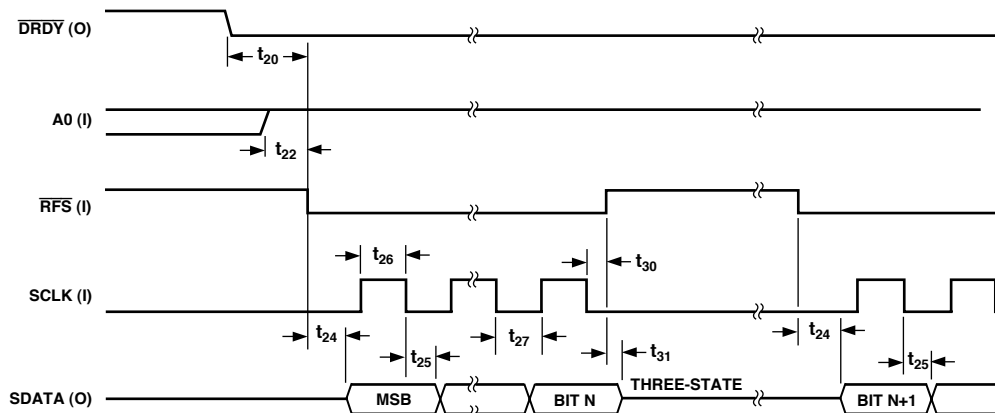 DRDY (O)
t20
A0 (I)
t22
RFS (I)
t26
t30
SCLK (I)
t24
t25
t27
t31
t24
t25
SDATA (O)
MSB
BIT N
THREE-STATE
BIT N+1